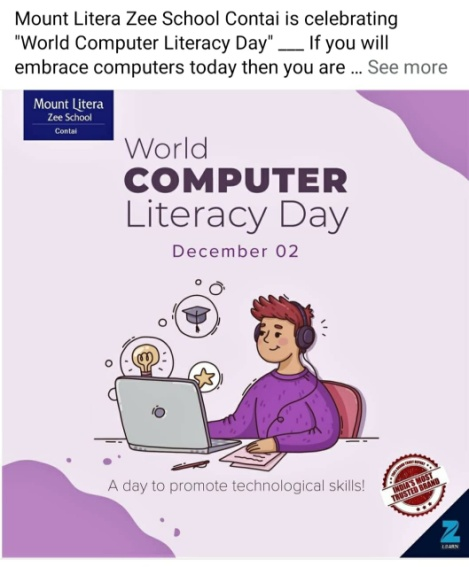 Mount Litera Zee School Contai is celebrating
"World Computer Literacy Day" ___ If you will
embrace computers today then you are ... See more
Mount Litera
Zee School
Contai
World
COMPUTER
Literacy Day
December 02
A day to promote technological skills!
INDIA'S MOST
TRUSTED BRAND
Z
LEARN